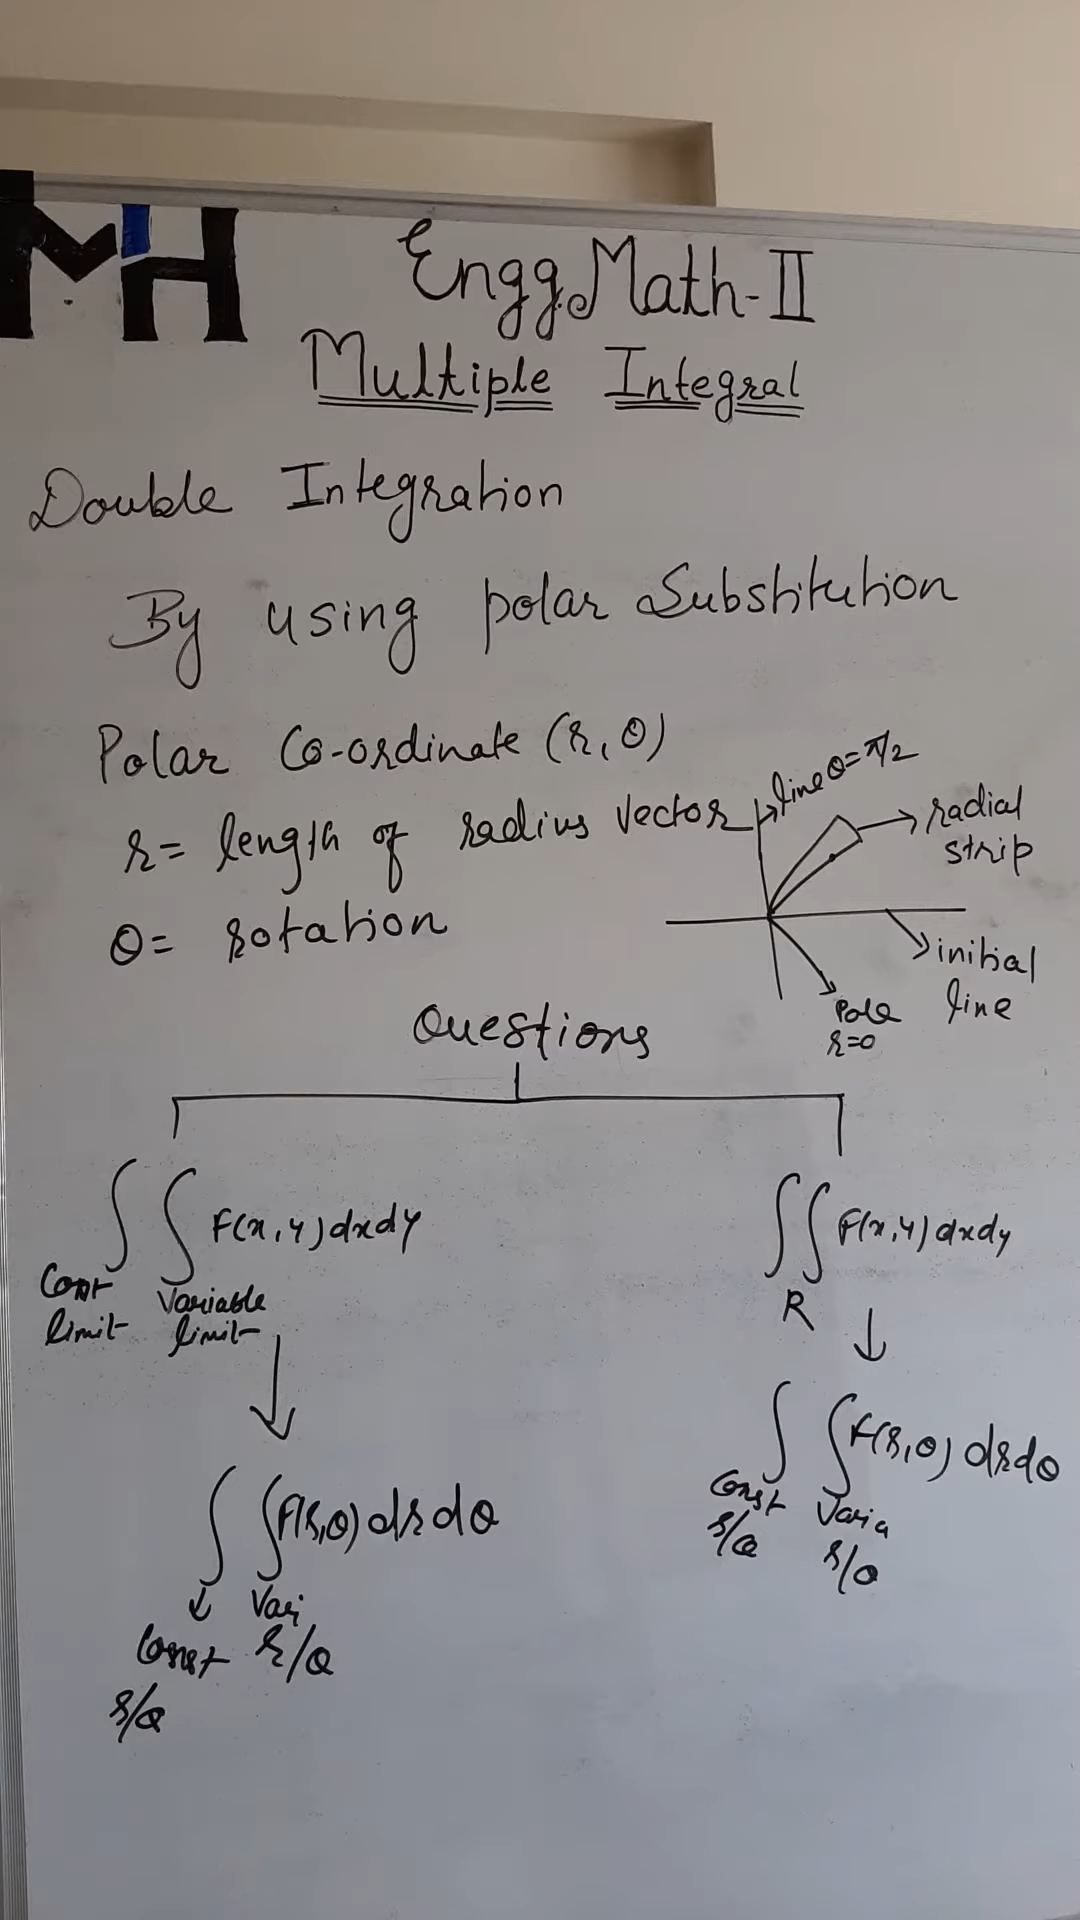 MH
Engg. Math-II
Multiple Integral
Double Integration
By using polar Substitution
Polar Co-ordinate (r, θ)
r = length of radius vector
θ = rotation
line θ = π/2
radial
strip
initial
line
Pole
r=0
Questions
∫ ∫ F(x, y) dx dy
Const Variable
limit limit
∫ ∫ F(r, θ) dr dθ
Vari
Const r/θ
r/θ
∫∫ F(x, y) dx dy
R
∫ ∫ F(r, θ) dr dθ
Const Varia
r/θ r/θ